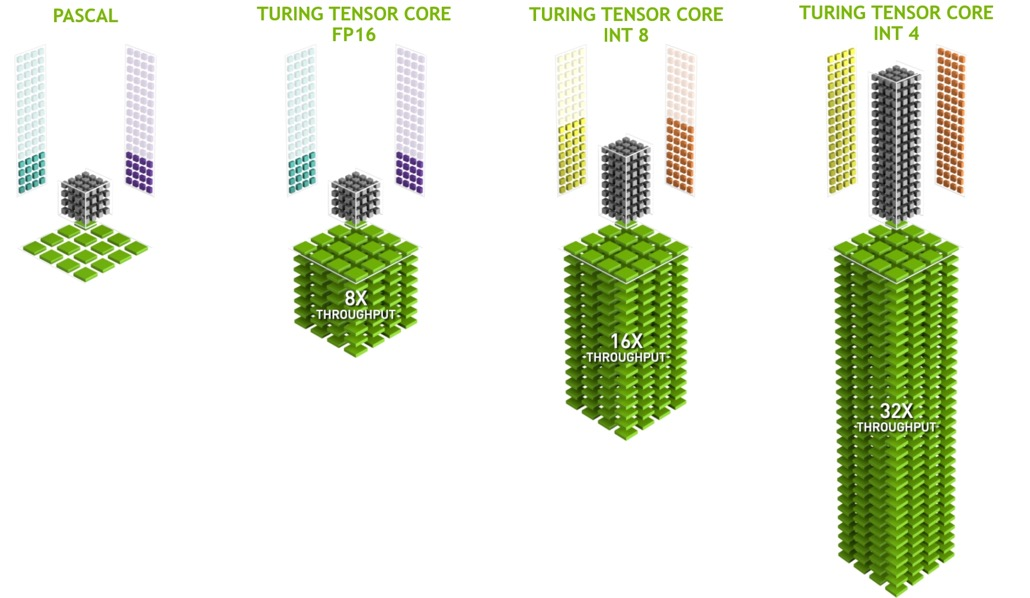 PASCAL
TURING TENSOR CORE
FP16
TURING TENSOR CORE
INT 8
TURING TENSOR CORE
INT 4
8X
THROUGHPUT
16X
THROUGHPUT
32X
THROUGHPUT